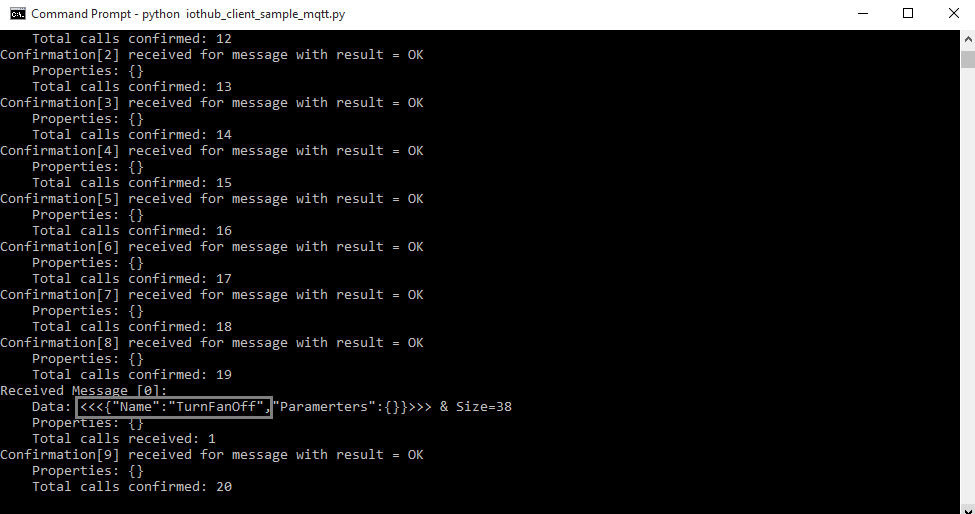 Command Prompt - python  iothub_client_sample_mqtt.py
    Total calls confirmed: 12
Confirmation[2] received for message with result = OK
    Properties: {}
    Total calls confirmed: 13
Confirmation[3] received for message with result = OK
    Properties: {}
    Total calls confirmed: 14
Confirmation[4] received for message with result = OK
    Properties: {}
    Total calls confirmed: 15
Confirmation[5] received for message with result = OK
    Properties: {}
    Total calls confirmed: 16
Confirmation[6] received for message with result = OK
    Properties: {}
    Total calls confirmed: 17
Confirmation[7] received for message with result = OK
    Properties: {}
    Total calls confirmed: 18
Confirmation[8] received for message with result = OK
    Properties: {}
    Total calls confirmed: 19
Received Message [0]:
    Data: <<<{"Name":"TurnFanOff","Paramerters":{}}>>> & Size=38
    Properties: {}
    Total calls received: 1
Confirmation[9] received for message with result = OK
    Properties: {}
    Total calls confirmed: 20